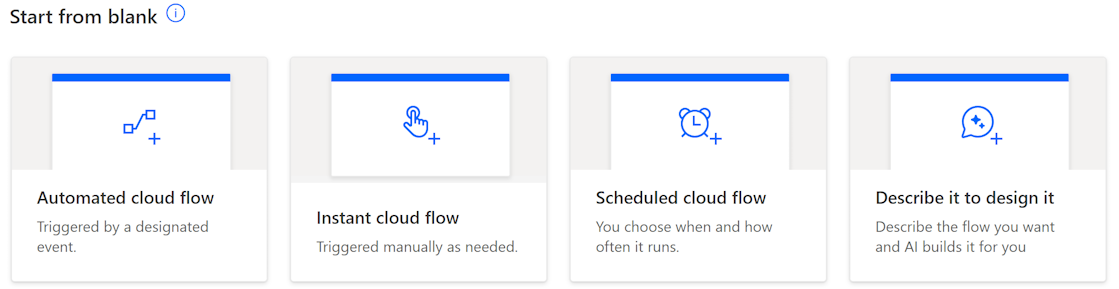 Start from blank
Automated cloud flow
Triggered by a designated
event.
Instant cloud flow
Triggered manually as needed.
Scheduled cloud flow
You choose when and how
often it runs.
Describe it to design it
Describe the flow you want
and AI builds it for you